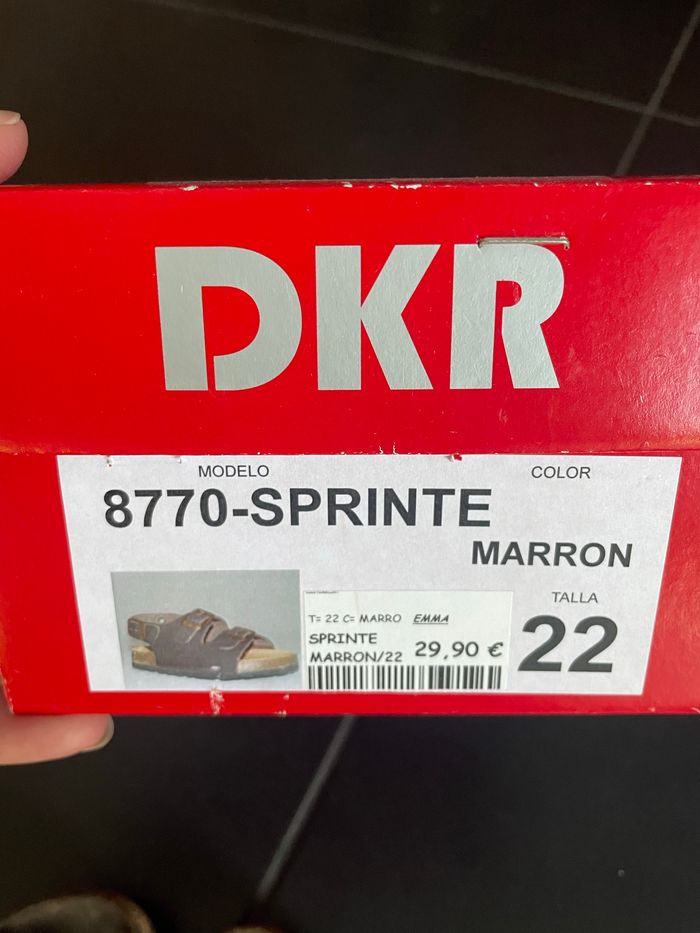 DKR
MODELO
COLOR
8770-SPRINTE
MARRON
TALLA
22
T= 22 C= MARRO EMMA
SPRINTE
MARRON/22 29,90 €